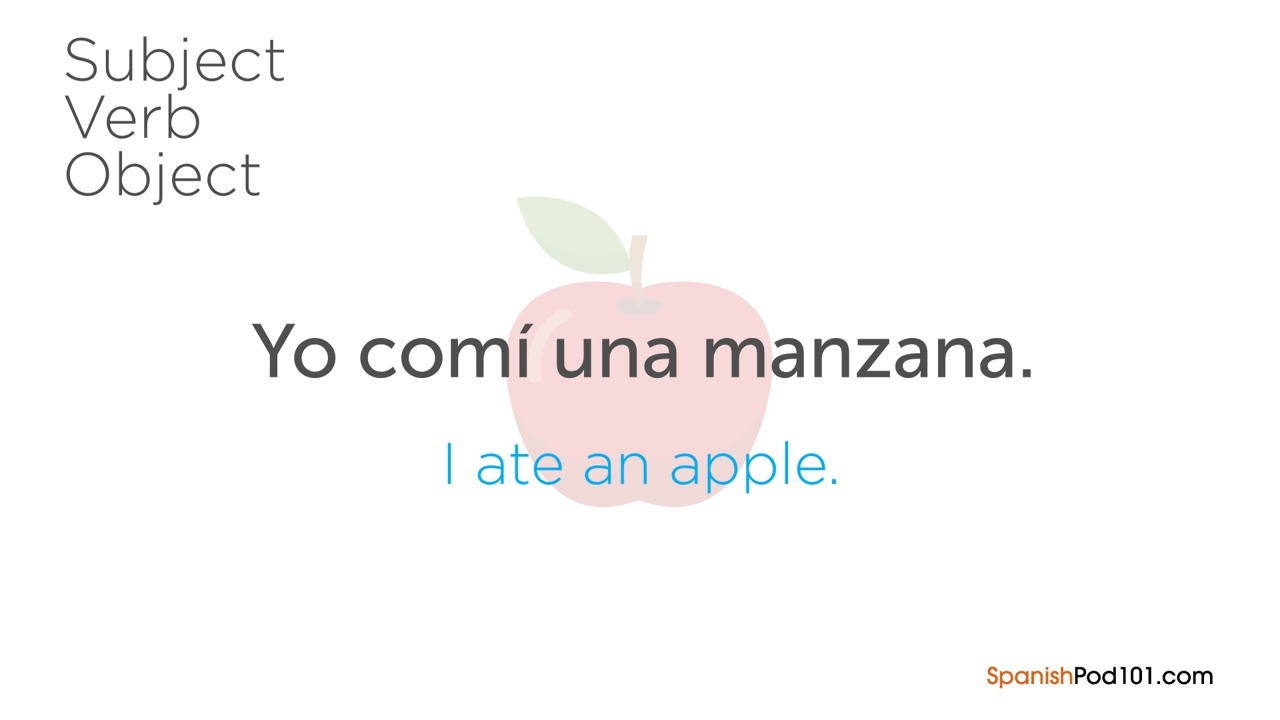 Subject
Verb
Object
Yo comí una manzana.
I ate an apple.
SpanishPod101.com